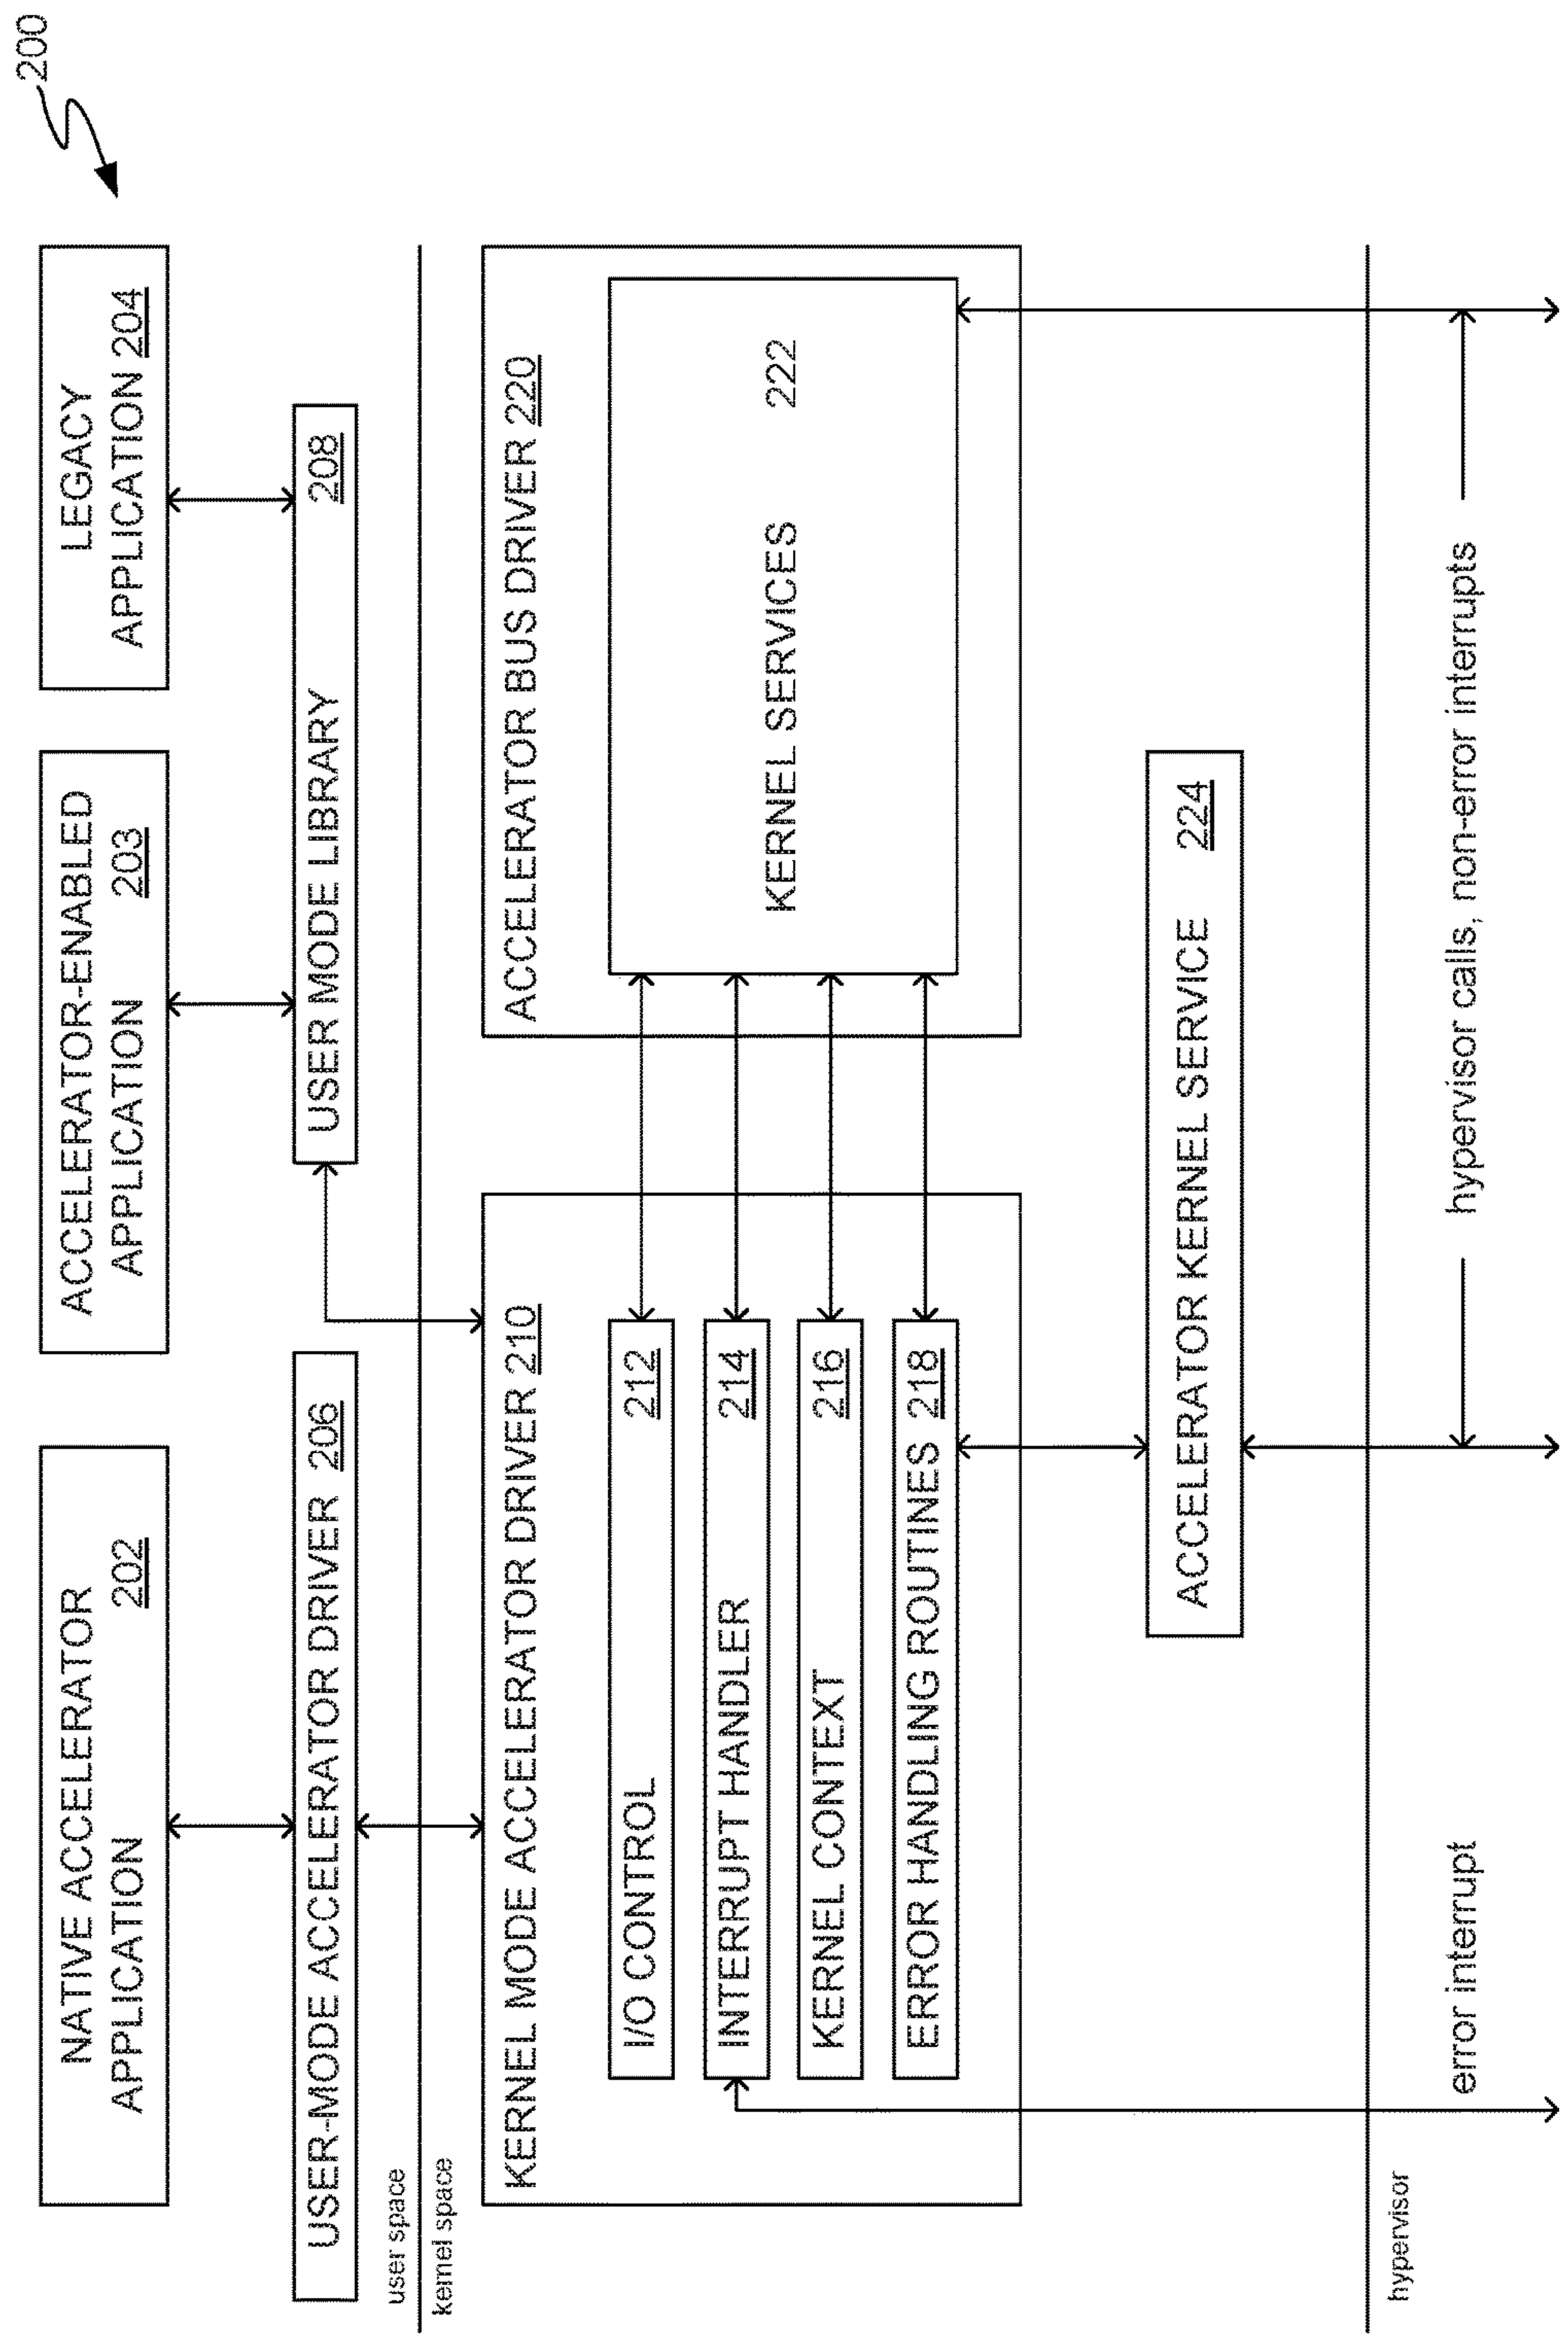 200
NATIVE ACCELERATOR
APPLICATION 202
ACCELERATOR-ENABLED
APPLICATION 203
LEGACY
APPLICATION 204
USER-MODE ACCELERATOR DRIVER 206
USER MODE LIBRARY 208
user space
kernel space
KERNEL MODE ACCELERATOR DRIVER 210
I/O CONTROL 212
INTERRUPT HANDLER 214
KERNEL CONTEXT 216
ERROR HANDLING ROUTINES 218
ACCELERATOR BUS DRIVER 220
KERNEL SERVICES 222
ACCELERATOR KERNEL SERVICE 224
hypervisor
error interrupt
hypervisor calls, non-error interrupts